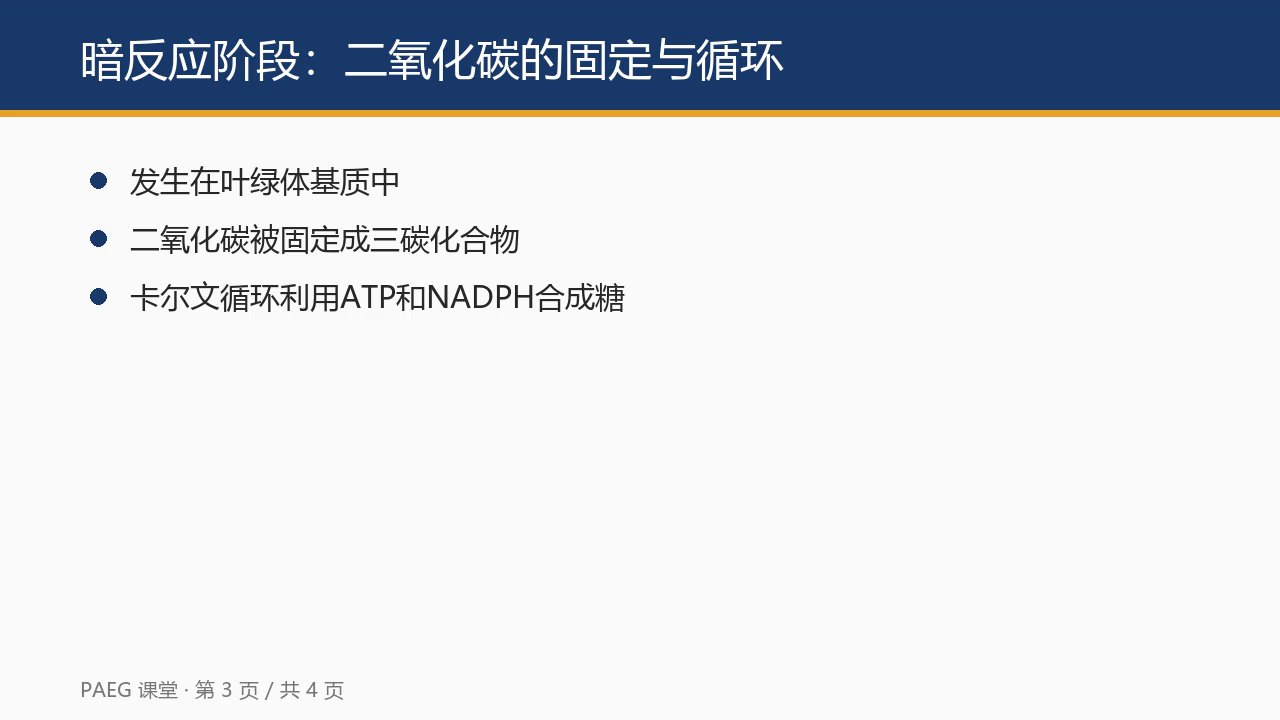 暗反应阶段：二氧化碳的固定与循环
发生在叶绿体基质中
二氧化碳被固定成三碳化合物
卡尔文循环利用ATP和NADPH合成糖
PAEG 课堂 · 第 3 页 / 共 4 页